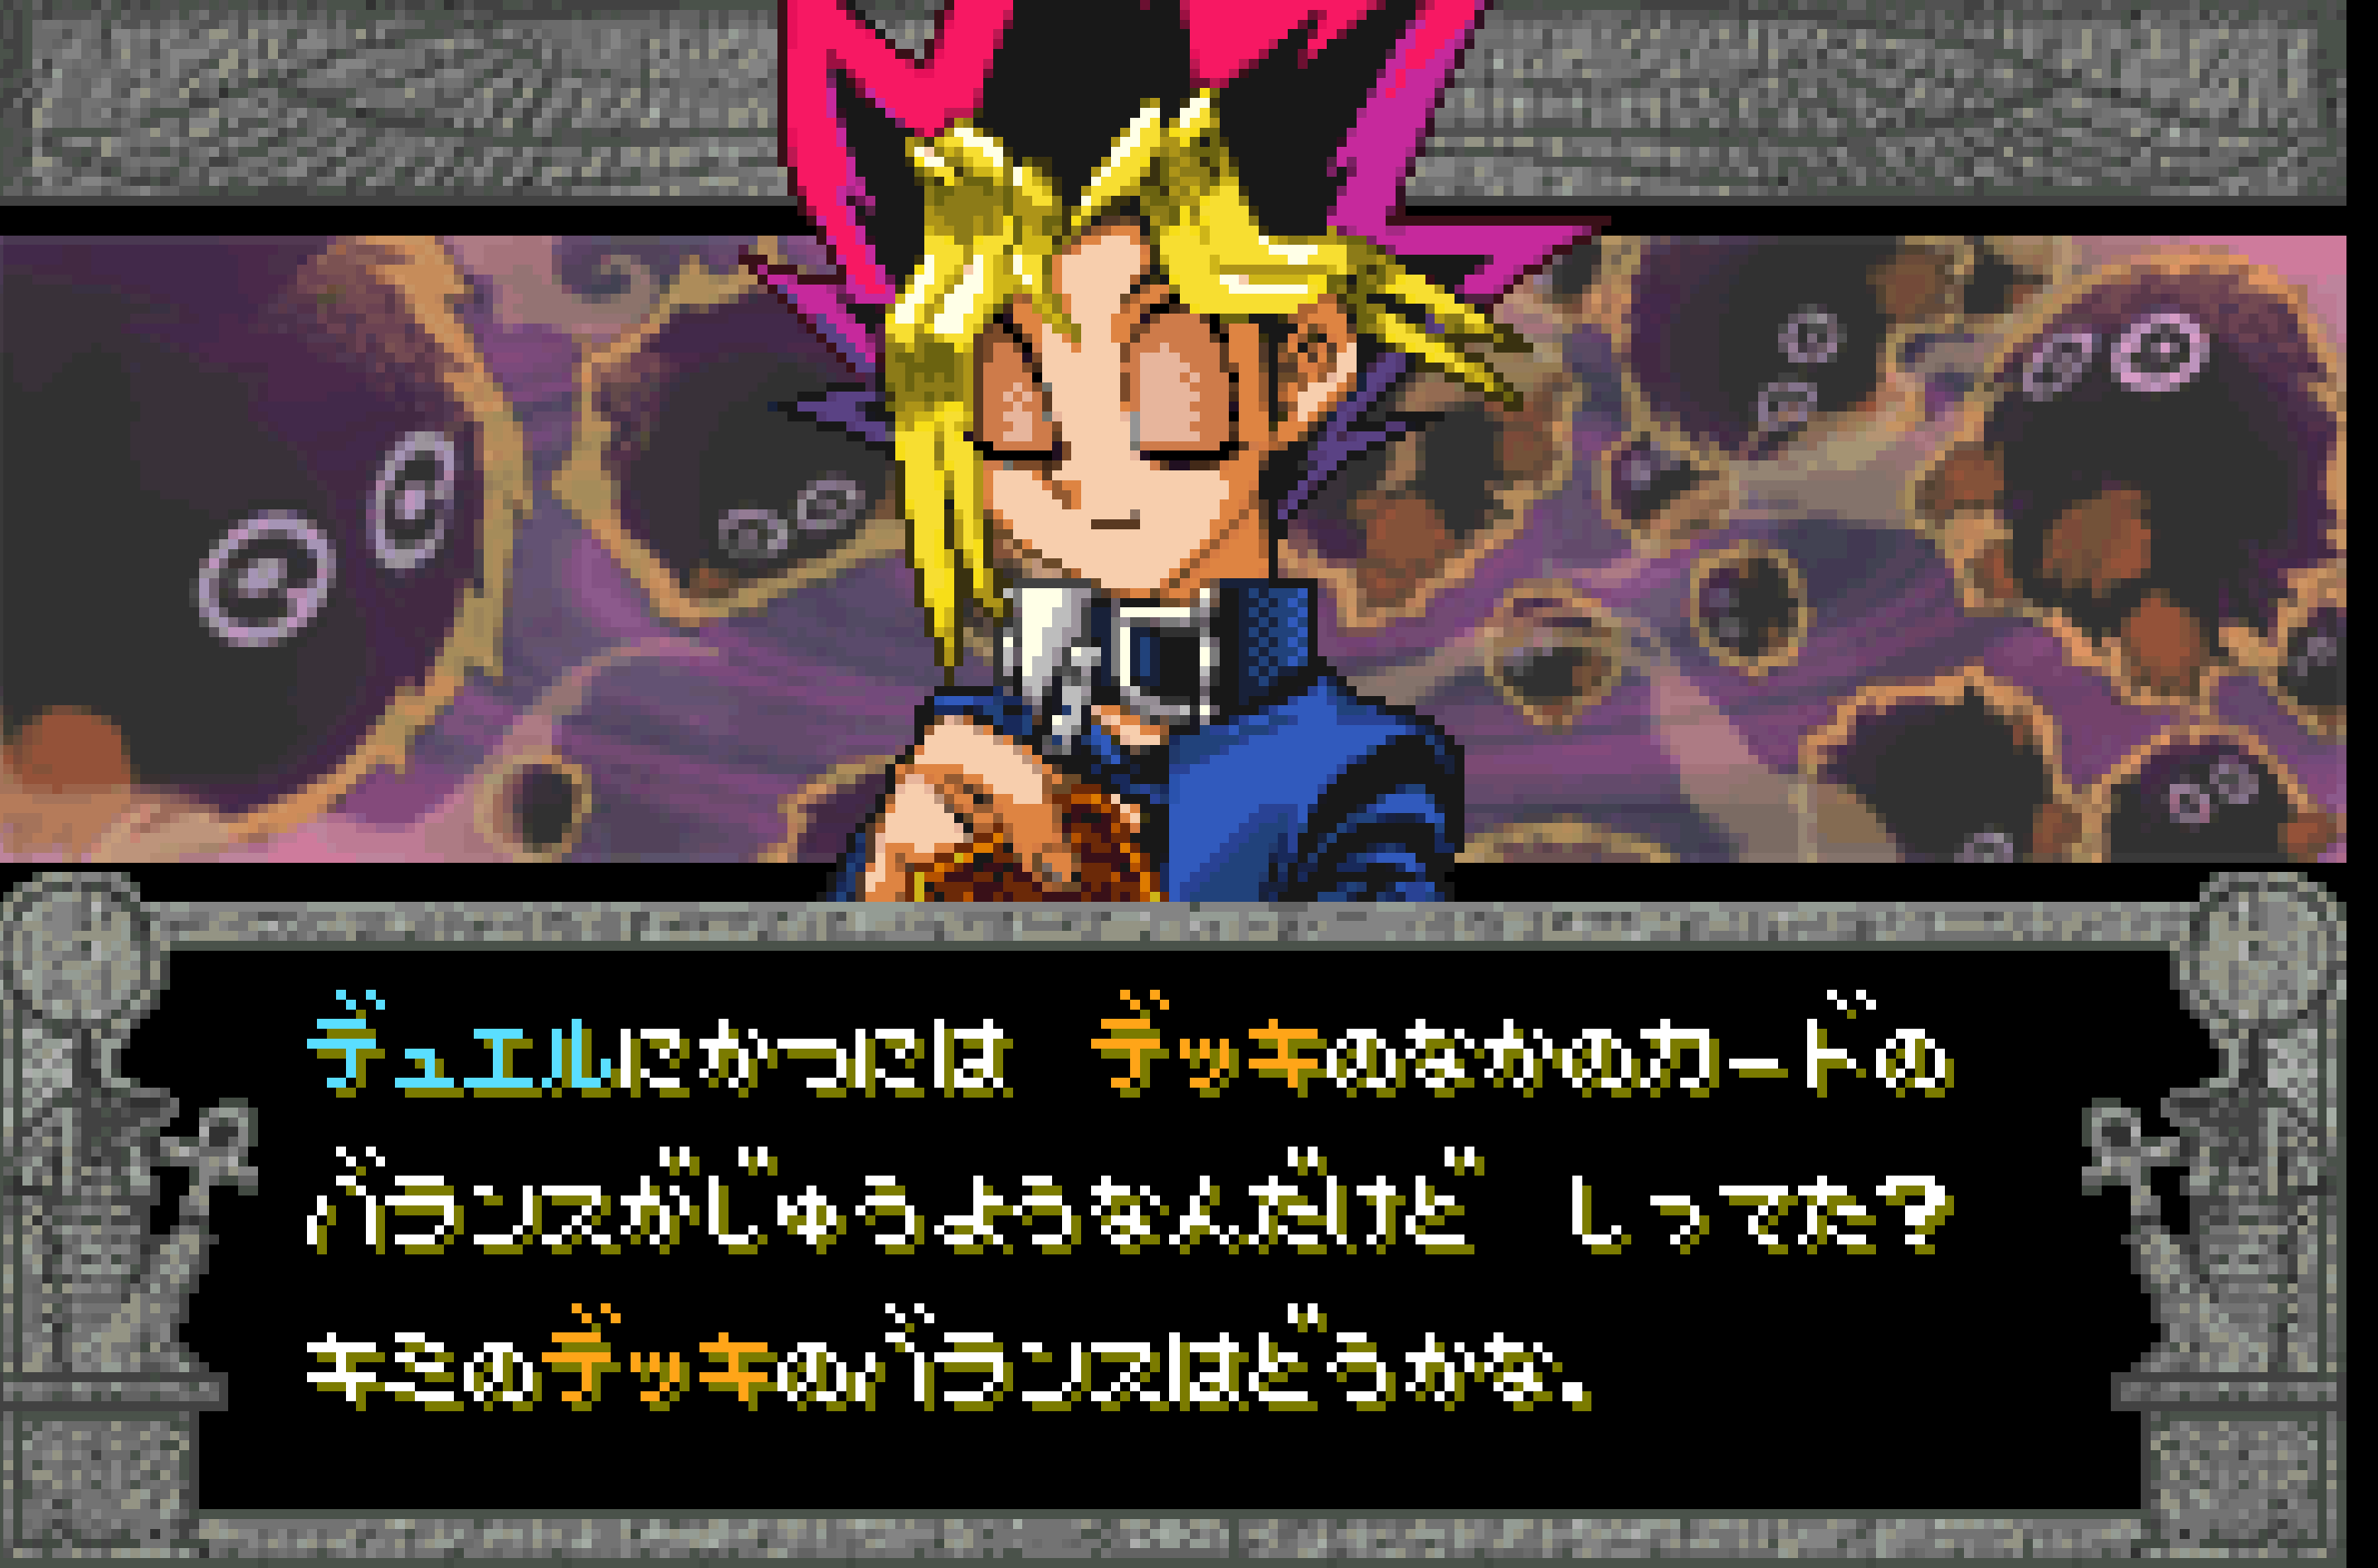 デュエルにかつには　デッキのなかのカードの
バランスがじゅうようなんだけど　しってた?
キミのデッキのバランスはどうかな.